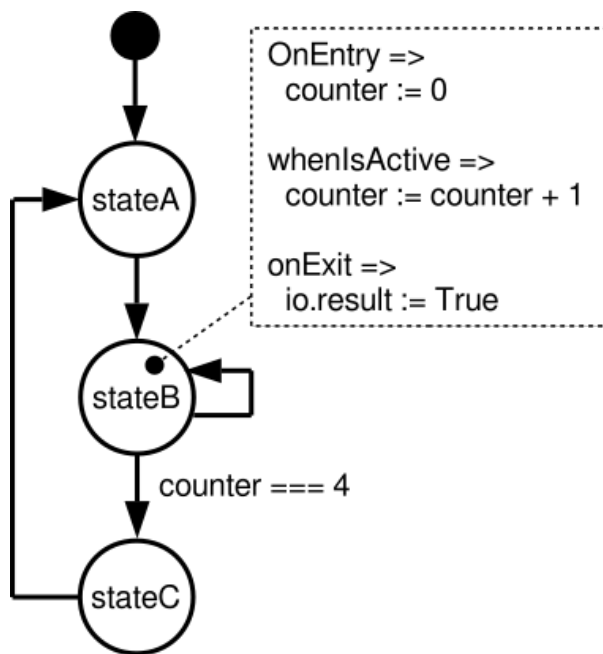 OnEntry =>
counter := 0
whenIsActive =>
counter := counter + 1
onExit =>
io.result := True
stateA
stateB
counter === 4
stateC